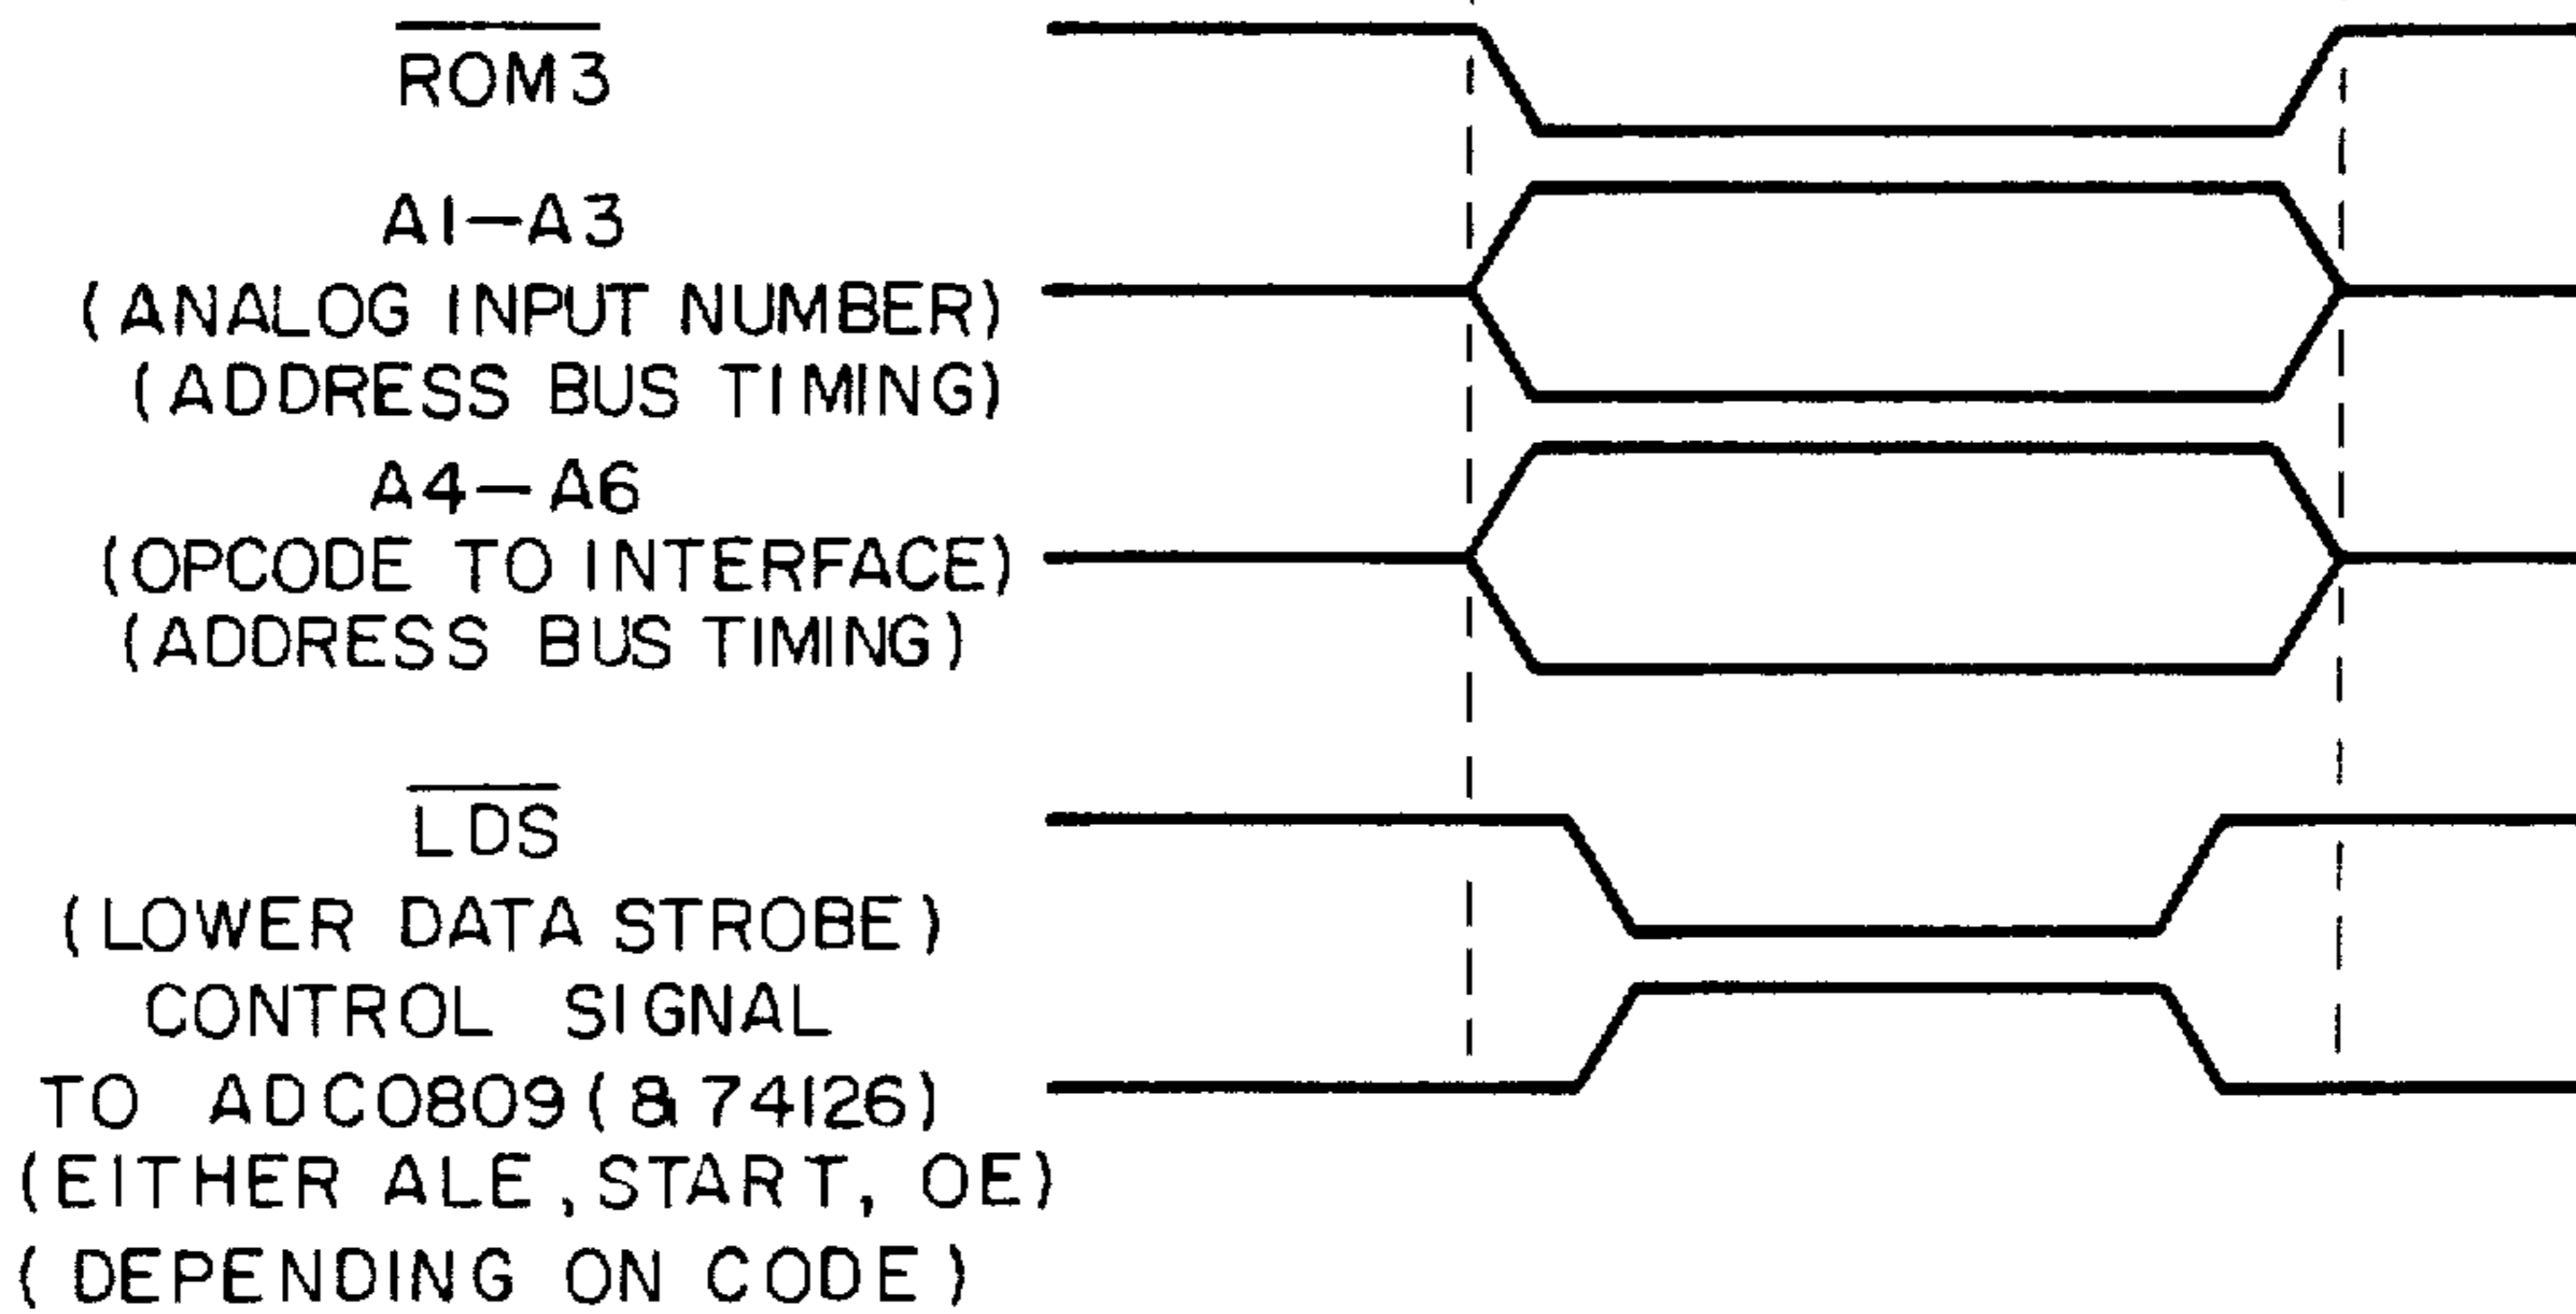 ROM3
A1-A3
(ANALOG INPUT NUMBER)
(ADDRESS BUS TIMING)
A4-A6
(OPCODE TO INTERFACE)
(ADDRESS BUS TIMING)
LDS
(LOWER DATA STROBE)
CONTROL SIGNAL
TO ADC0809(& 74126)
(EITHER ALE, START, OE)
(DEPENDING ON CODE)